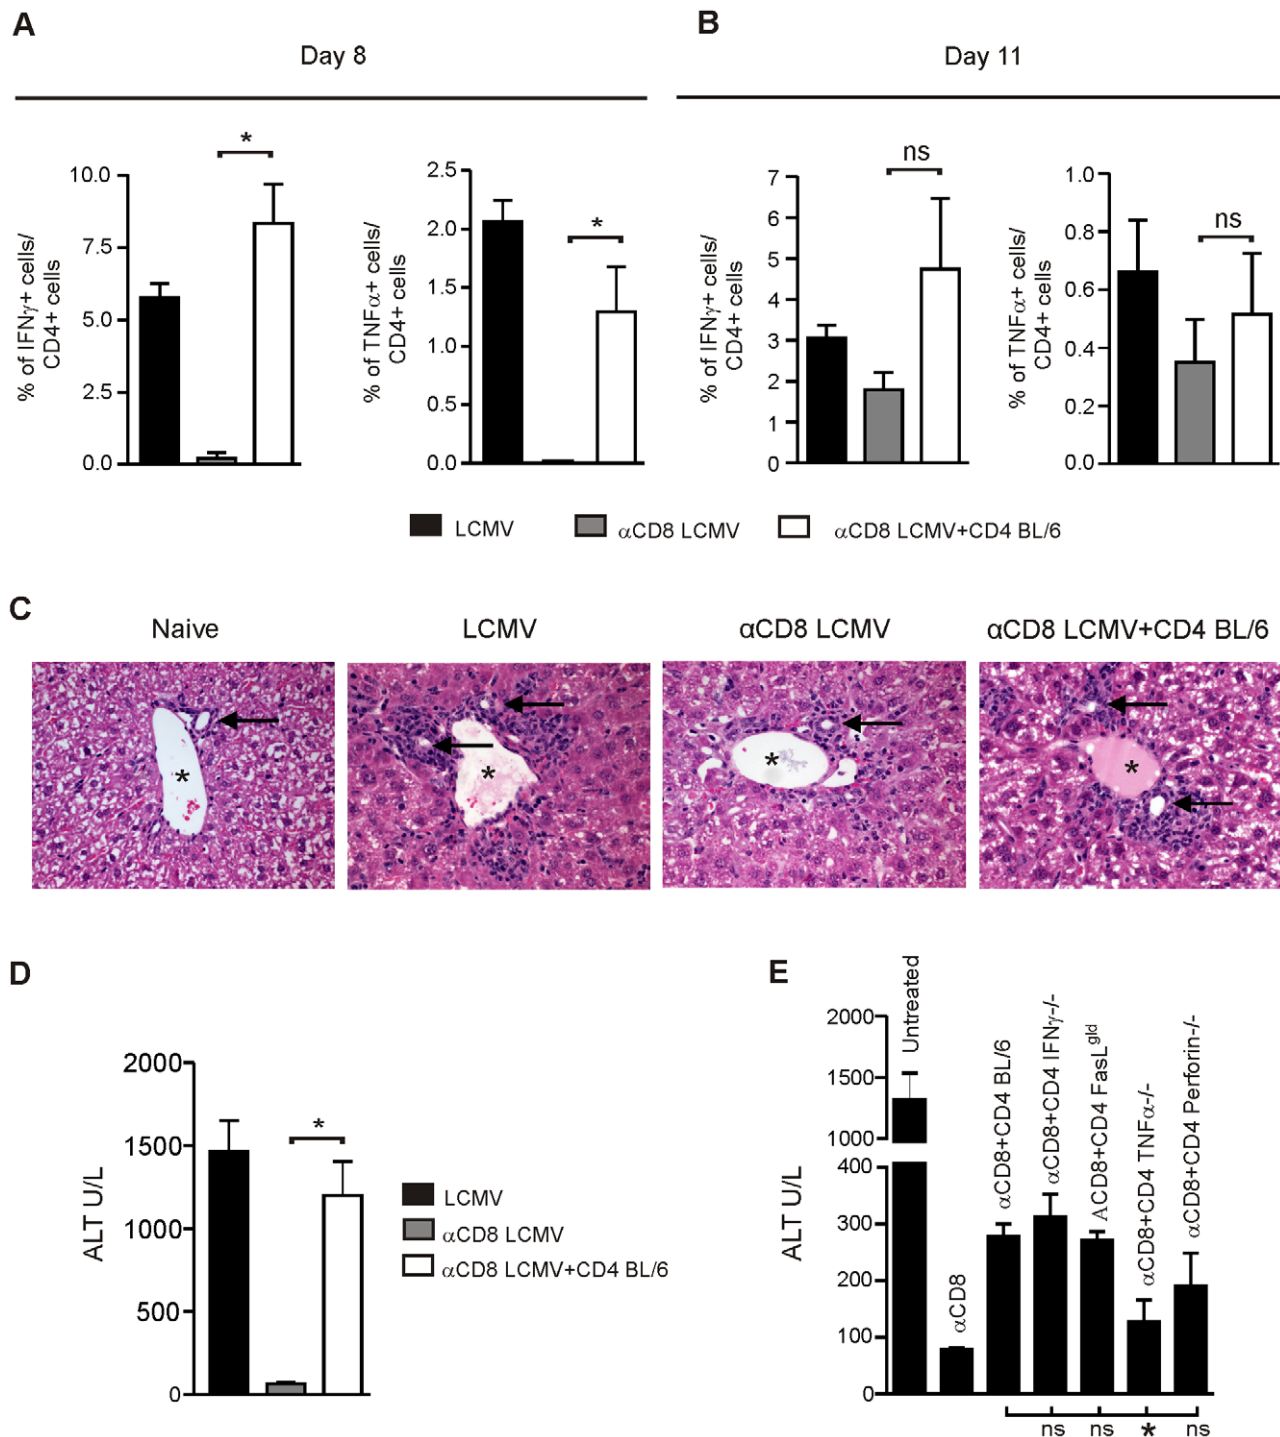 A
B
Day 8
Day 11
*
*
ns
ns
% of IFNγ+ cells/
CD4+ cells
10.0
7.5
5.0
2.5
0.0
% of TNFα+ cells/
CD4+ cells
2.5
2.0
1.5
1.0
0.5
0.0
% of IFNγ+ cells/
CD4+ cells
7
6
5
4
3
2
1
0
% of TNFα+ cells/
CD4+ cells
1.0
0.8
0.6
0.4
0.2
0.0
LCMV
αCD8 LCMV
αCD8 LCMV+CD4 BL/6
C
Naive
LCMV
αCD8 LCMV
αCD8 LCMV+CD4 BL/6
*
*
*
*
D
ALT U/L
2000
1500
1000
500
0
*
LCMV
αCD8 LCMV
αCD8 LCMV+CD4 BL/6
E
ALT U/L
2000
1500
1000
400
300
200
100
0
Untreated
αCD8
αCD8+CD4 BL/6
αCD8+CD4 IFNγ-/-
ACD8+CD4 FasLgld
αCD8+CD4 TNFα-/-
αCD8+CD4 Perforin-/-
ns
ns
*
ns